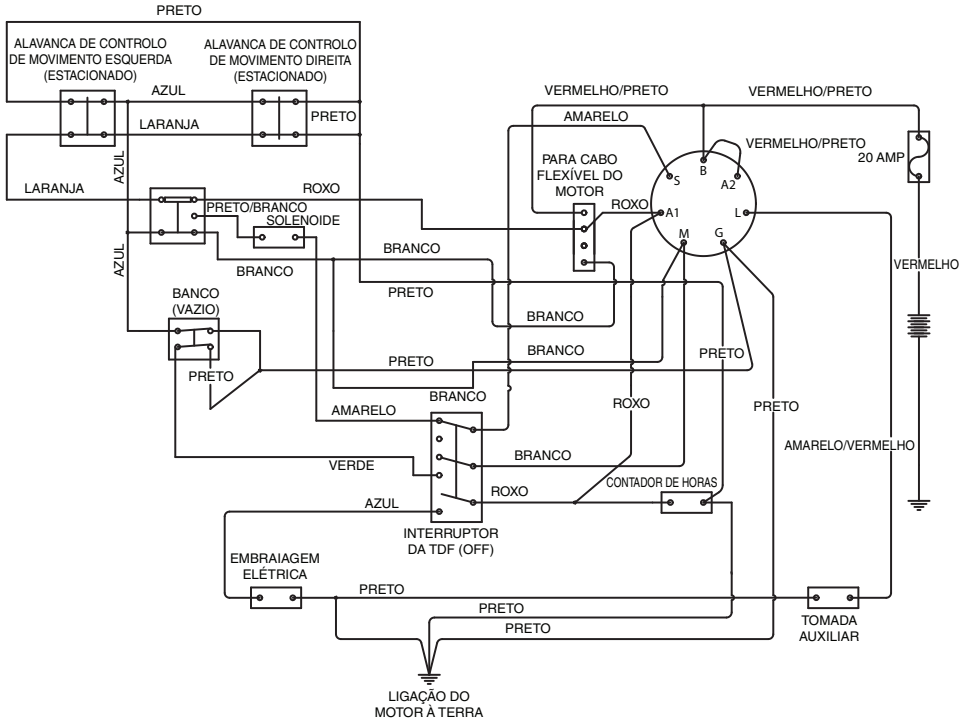 PRETO
ALAVANCA DE CONTROLO
DE MOVIMENTO ESQUERDA
(ESTACIONADO)
ALAVANCA DE CONTROLO
DE MOVIMENTO DIREITA
(ESTACIONADO)
AZUL
PRETO
LARANJA
AZUL
LARANJA
ROXO
PRETO/BRANCO
SOLENOIDE
BRANCO
BRANCO
AZUL
PRETO
BANCO
(VAZIO)
PRETO
PRETO
BRANCO
BRANCO
BRANCO
VERMELHO/PRETO
VERMELHO/PRETO
AMARELO
VERMELHO/PRETO
20 AMP
PARA CABO
FLEXÍVEL DO
MOTOR
ROXO
S
B
A2
A1
L
M
G
VERMELHO
PRETO
PRETO
ROXO
AMARELO
VERDE
BRANCO
AMARELO/VERMELHO
ROXO
CONTADOR DE HORAS
AZUL
INTERRUPTOR
DA TDF (OFF)
EMBRAIAGEM
ELÉTRICA
PRETO
PRETO
PRETO
TOMADA
AUXILIAR
LIGAÇÃO DO
MOTOR À TERRA